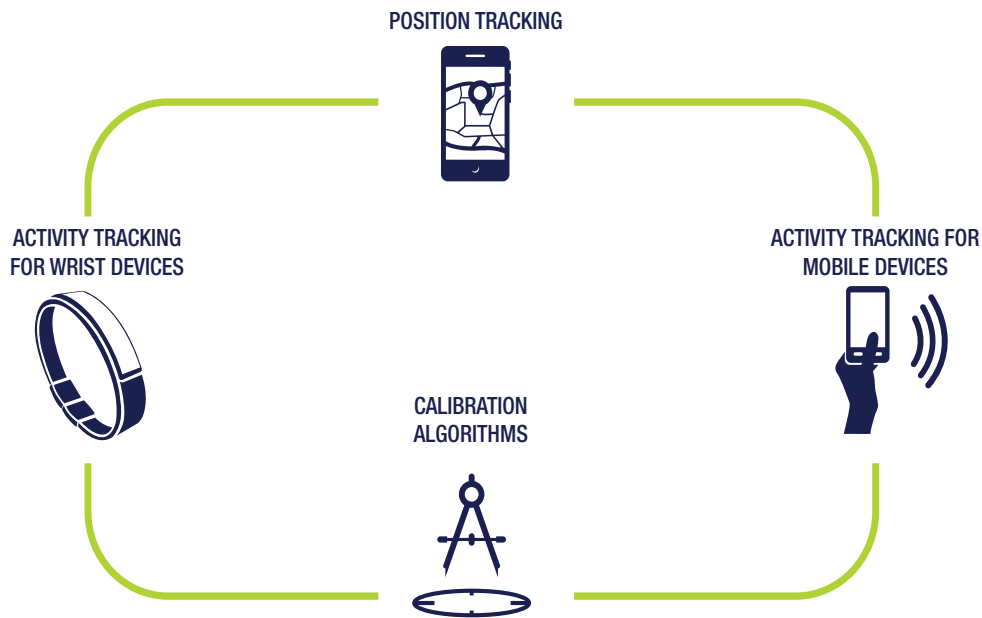 POSITION TRACKING
ACTIVITY TRACKING
FOR WRIST DEVICES
ACTIVITY TRACKING FOR
MOBILE DEVICES
CALIBRATION
ALGORITHMS